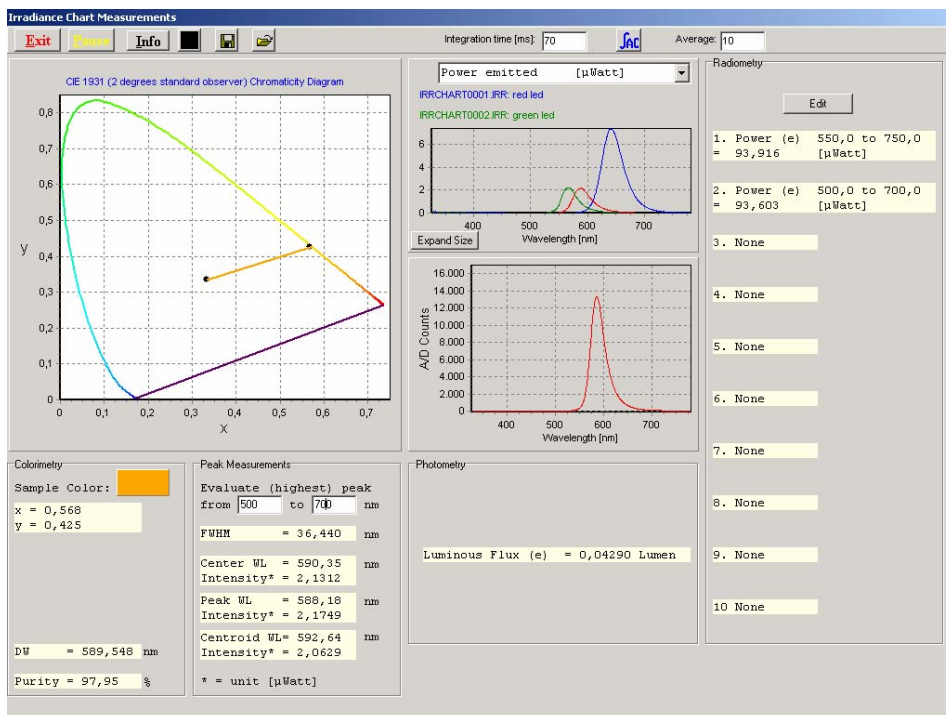 Irradiance Chart Measurements
Exit Pause Info Integration time [ms]: 70 SAC Average: 10
CIE 1931 (2 degrees standard observer) Chromaticity Diagram
0,8
0,7
0,6
0,5
0,4
0,3
0,2
0,1
0
y
0 0,1 0,2 0,3 0,4 0,5 0,6 0,7
x
Power emitted [µWatt]
IRRCHART0001.IRR: red led
IRRCHART0002.IRR: green led
6
4
2
0
400 500 600 700
Expand Size Wavelength [nm]
A/D Counts
16.000
14.000
12.000
10.000
8.000
6.000
4.000
2.000
0
400 500 600 700
Wavelength [nm]
Radiometry
Edit
1. Power (e) 550,0 to 750,0
= 93,916 [µWatt]
2. Power (e) 500,0 to 700,0
= 93,603 [µWatt]
3. None
4. None
5. None
6. None
7. None
8. None
9. None
10 None
Colorimetry
Sample Color:
x = 0,568
y = 0,425
DW = 589,548 nm
Purity = 97,95 %
Peak Measurements
Evaluate (highest) peak
from 500 to 700 nm
FWHM = 36,440 nm
Center WL = 590,35 nm
Intensity* = 2,1312
Peak WL = 588,18 nm
Intensity* = 2,1749
Centroid WL= 592,64 nm
Intensity* = 2,0629
* = unit [µWatt]
Photometry
Luminous Flux (e) = 0,04290 Lumen